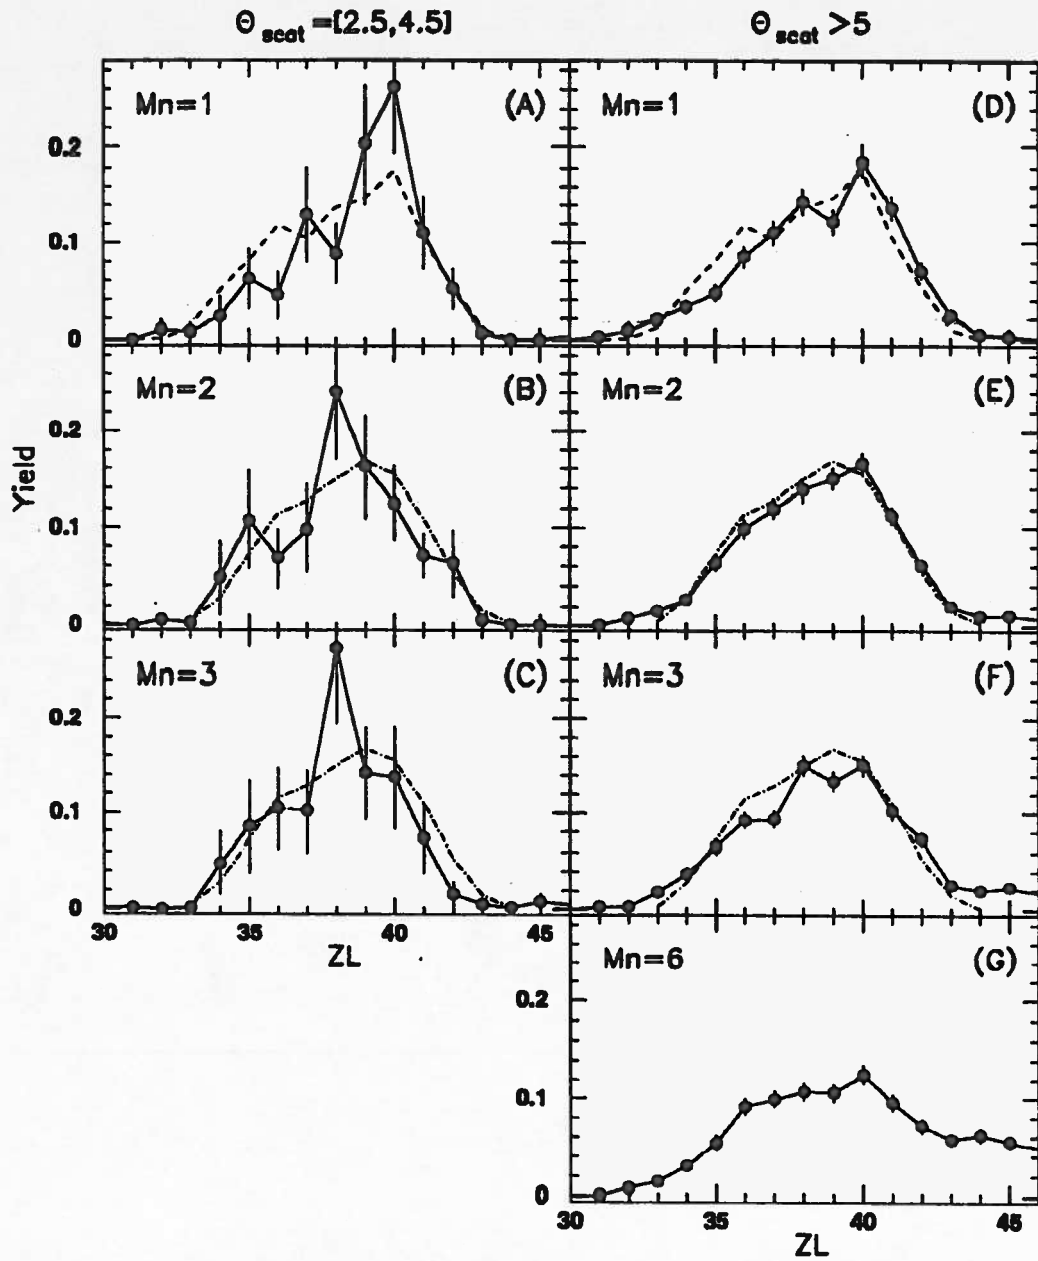 Θscat=[2.5,4.5]
Θscat>5
Mn=1
(A)
Mn=1
(D)
0.2
0.1
0
Mn=2
(B)
Mn=2
(E)
0.2
0.1
0
Yield
Mn=3
(C)
Mn=3
(F)
0.2
0.1
0
30
35
40
45
ZL
Mn=6
(G)
0.2
0.1
0
30
35
40
45
ZL